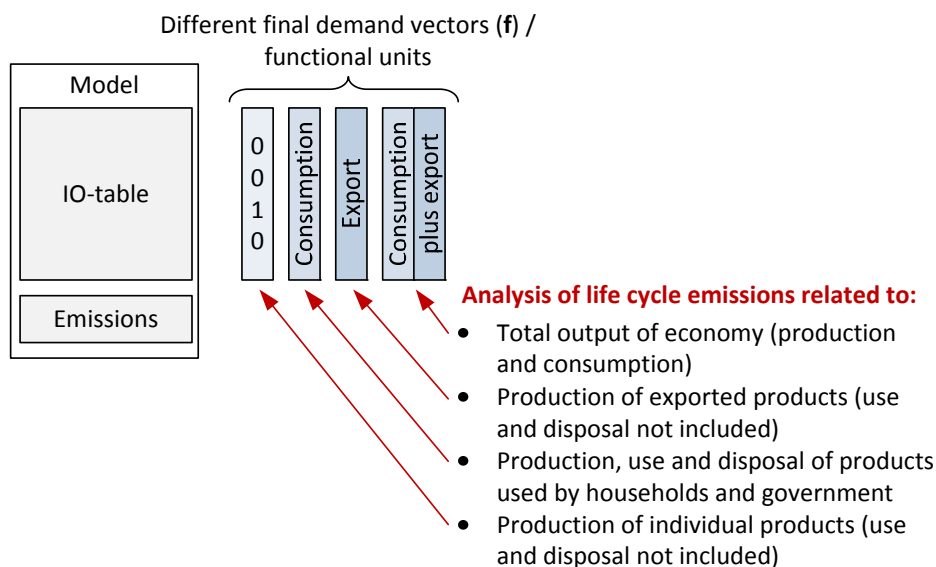 Different final demand vectors (f) /
functional units
Model
IO-table
Emissions
0
0
1
0
Consumption
Export
Consumption
plus export
Analysis of life cycle emissions related to:
• Total output of economy (production
and consumption)
• Production of exported products (use
and disposal not included)
• Production, use and disposal of products
used by households and government
• Production of individual products (use
and disposal not included)